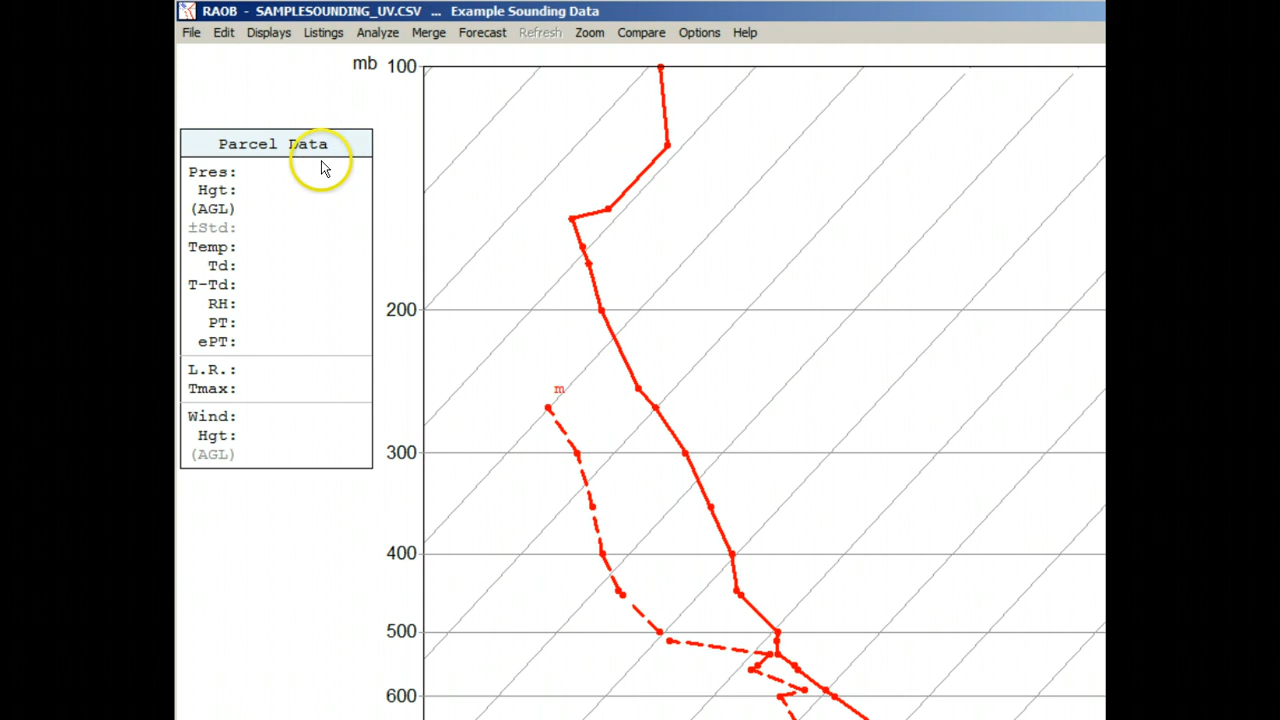 RAOB - SAMPLESOUNDING_UV.CSV ... Example Sounding Data
File Edit Displays Listings Analyze Merge Forecast Refresh Zoom Compare Options Help
mb 100
Parcel Data
Pres:
Hgt:
(AGL)
±Std:
Temp:
Td:
T-Td:
RH:
PT:
ePT:
L.R.:
Tmax:
Wind:
Hgt:
(AGL)
200
m
300
400
500
600